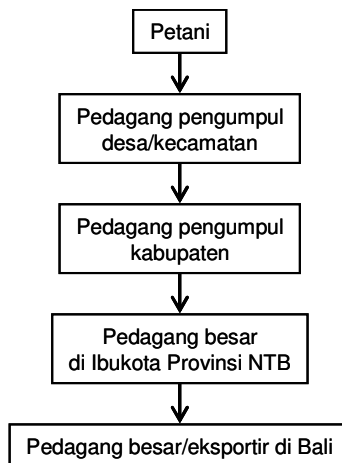 Petani
Pedagang pengumpul
desa/kecamatan
Pedagang pengumpul
kabupaten
Pedagang besar
di Ibukota Provinsi NTB
Pedagang besar/eksportir di Bali